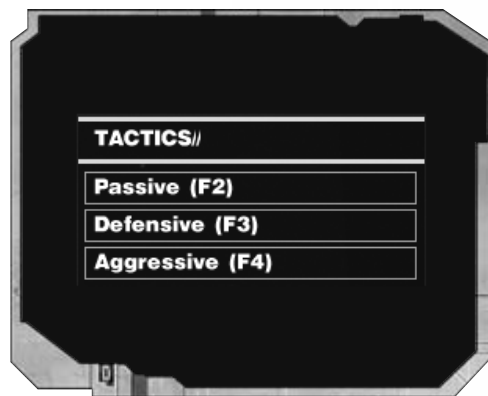 TACTICS//
Passive (F2)
Defensive (F3)
Aggressive (F4)